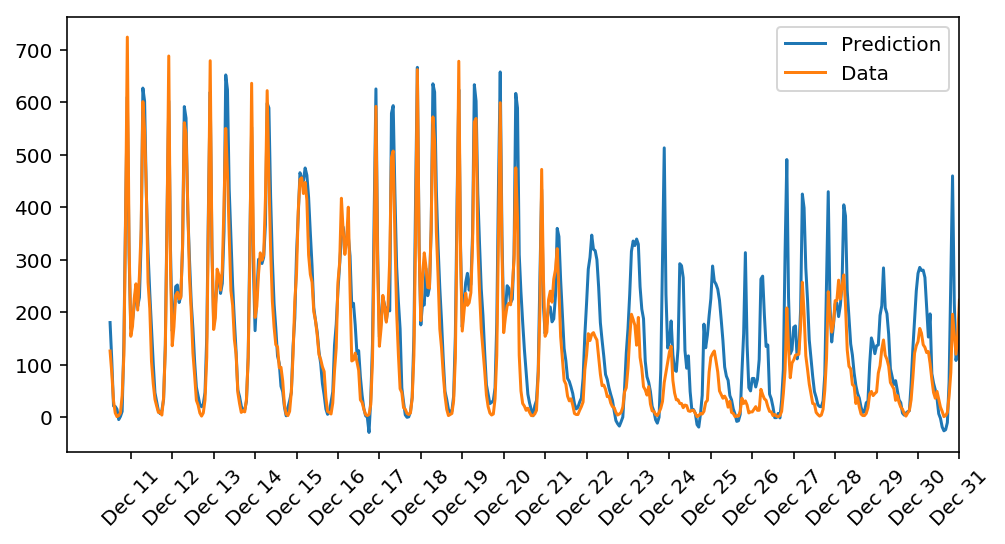 Prediction
Data
700
600
500
400
300
200
100
0
Dec 11
Dec 12
Dec 13
Dec 14
Dec 15
Dec 16
Dec 17
Dec 18
Dec 19
Dec 20
Dec 21
Dec 22
Dec 23
Dec 24
Dec 25
Dec 26
Dec 27
Dec 28
Dec 29
Dec 30
Dec 31